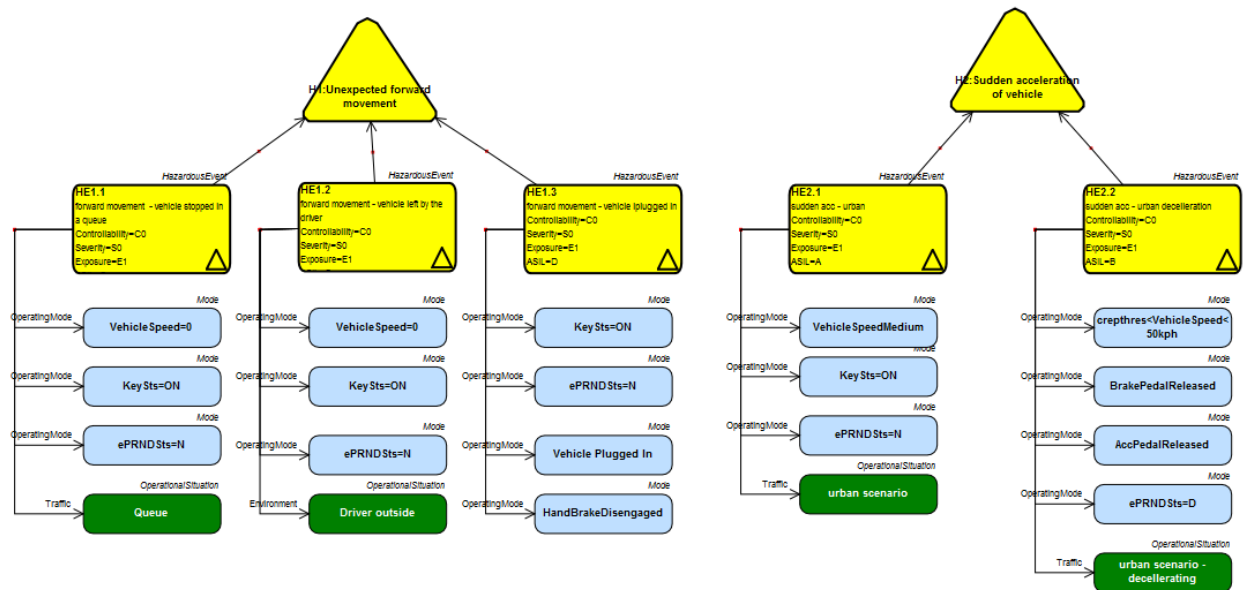 H1:Unexpected forward
movement
H2:Sudden acceleration
of vehicle
HazardousEvent
HE1.1
forward movement - vehicle stopped in
a queue
Controllability=C0
Severity=S0
Exposure=E1
OperatingMode
Mode
VehicleSpeed=0
OperatingMode
Mode
KeySts=ON
OperatingMode
Mode
ePRNDSts=N
Traffic
OperationalSituation
Queue
HazardousEvent
HE1.2
forward movement - vehicle left by the
driver
Controllability=C0
Severity=S0
Exposure=E1
OperatingMode
Mode
VehicleSpeed=0
OperatingMode
Mode
KeySts=ON
OperatingMode
Mode
ePRNDSts=N
Environment
OperationalSituation
Driver outside
HazardousEvent
HE1.3
forward movement - vehicle lplugged in
Controllability=C0
Severity=S0
Exposure=E1
ASIL=D
OperatingMode
Mode
KeySts=ON
OperatingMode
Mode
ePRNDSts=N
OperatingMode
Mode
Vehicle Plugged In
OperatingMode
Mode
HandBrakeDisengaged
HazardousEvent
HE2.1
sudden acc - urban
Controllability=C0
Severity=S0
Exposure=E1
ASIL=A
OperatingMode
Mode
VehicleSpeedMedium
OperatingMode
Mode
KeySts=ON
OperatingMode
Mode
ePRNDSts=N
Traffic
OperationalSituation
urban scenario
HazardousEvent
HE2.2
sudden acc - urban decelleration
Controllability=C0
Severity=S0
Exposure=E1
ASIL=B
OperatingMode
Mode
crepthres<VehicleSpeed<
50kph
OperatingMode
Mode
BrakePedalReleased
OperatingMode
Mode
AccPedalReleased
OperatingMode
Mode
ePRNDSts=D
Traffic
OperationalSituation
urban scenario -
decellerating